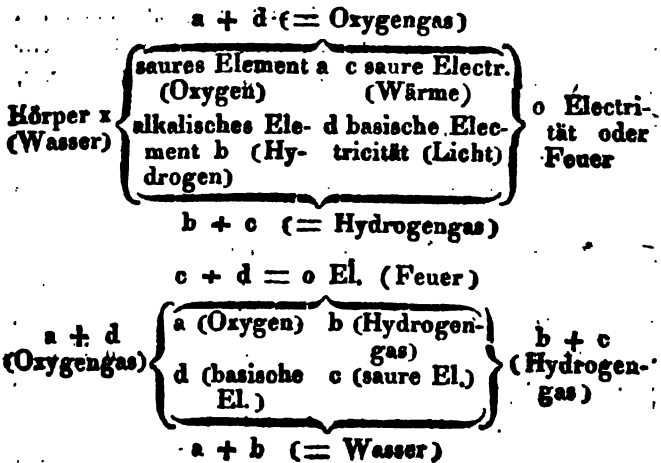 a + d (= Oxygengas)
saures Element a c saure Electr.
(Oxygen) (Wärme)
Körper x
(Wasser)
alkalisches Ele- d basische Elec-
ment b (Hy- tricität (Licht)
drogen)
o Electri-
tät oder
Feuer
b + c (= Hydrogengas)
c + d = o El. (Feuer)
a + d
(Oxygengas)
a (Oxygen) b (Hydrogen-
gas)
d (basische c (saure El.)
El.)
b + c
(Hydrogen-
gas)
a + b (= Wasser)